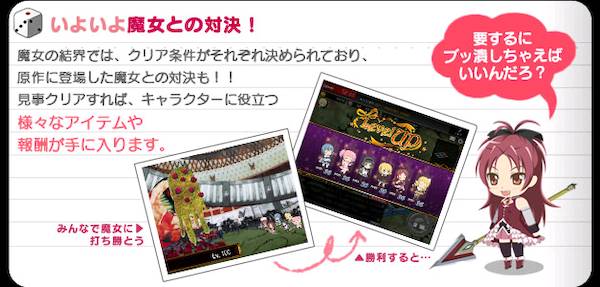 いよいよ魔女との対決！
魔女の結界では、クリア条件がそれぞれ決められており、
原作に登場した魔女との対決も！！
見事クリアすれば、キャラクターに役立つ
様々なアイテムや
報酬が手に入ります。
要するに
ブッ潰しちゃえば
いいんだろ？
Level UP
みんなで魔女に▶
打ち勝とう
Lv. 100
▲勝利すると…